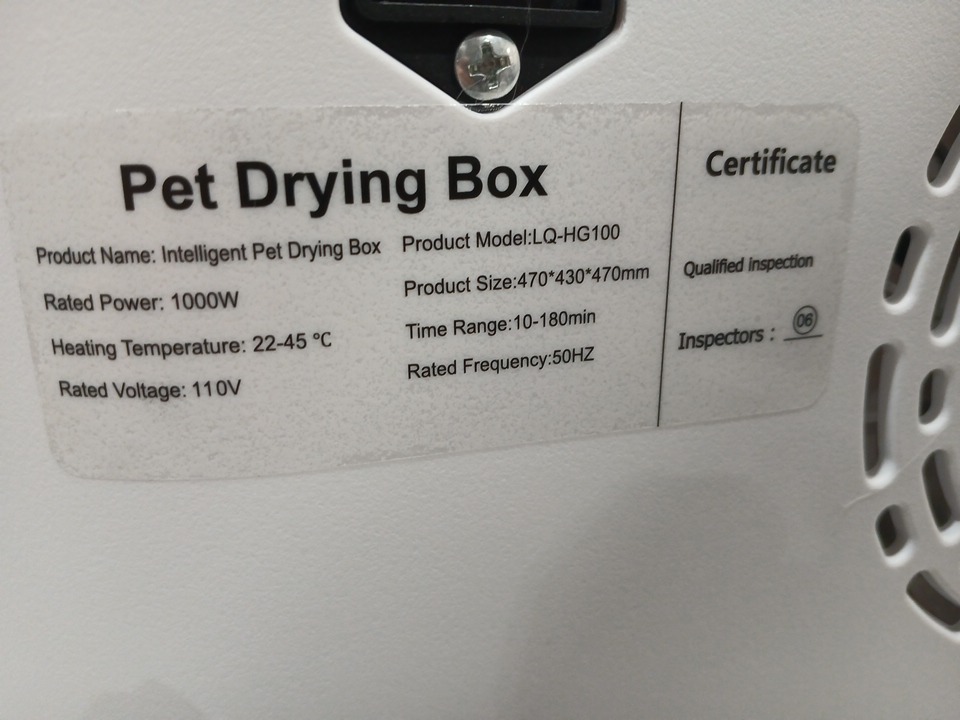 Pet Drying Box
Product Name: Intelligent Pet Drying Box
Rated Power: 1000W
Heating Temperature: 22-45 ℃
Rated Voltage: 110V
Product Model:LQ-HG100
Product Size:470*430*470mm
Time Range:10-180min
Rated Frequency:50HZ
Certificate
Qualified inspection
Inspectors : 06